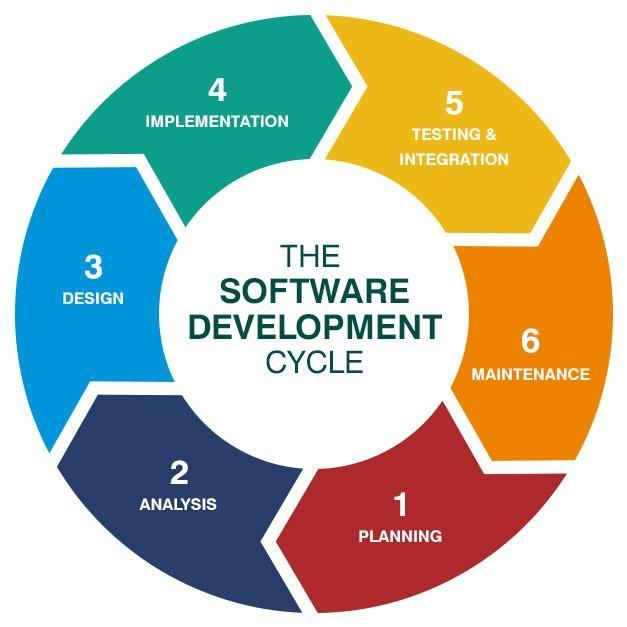 THE
SOFTWARE
DEVELOPMENT
CYCLE
1
PLANNING
2
ANALYSIS
3
DESIGN
4
IMPLEMENTATION
5
TESTING &
INTEGRATION
6
MAINTENANCE